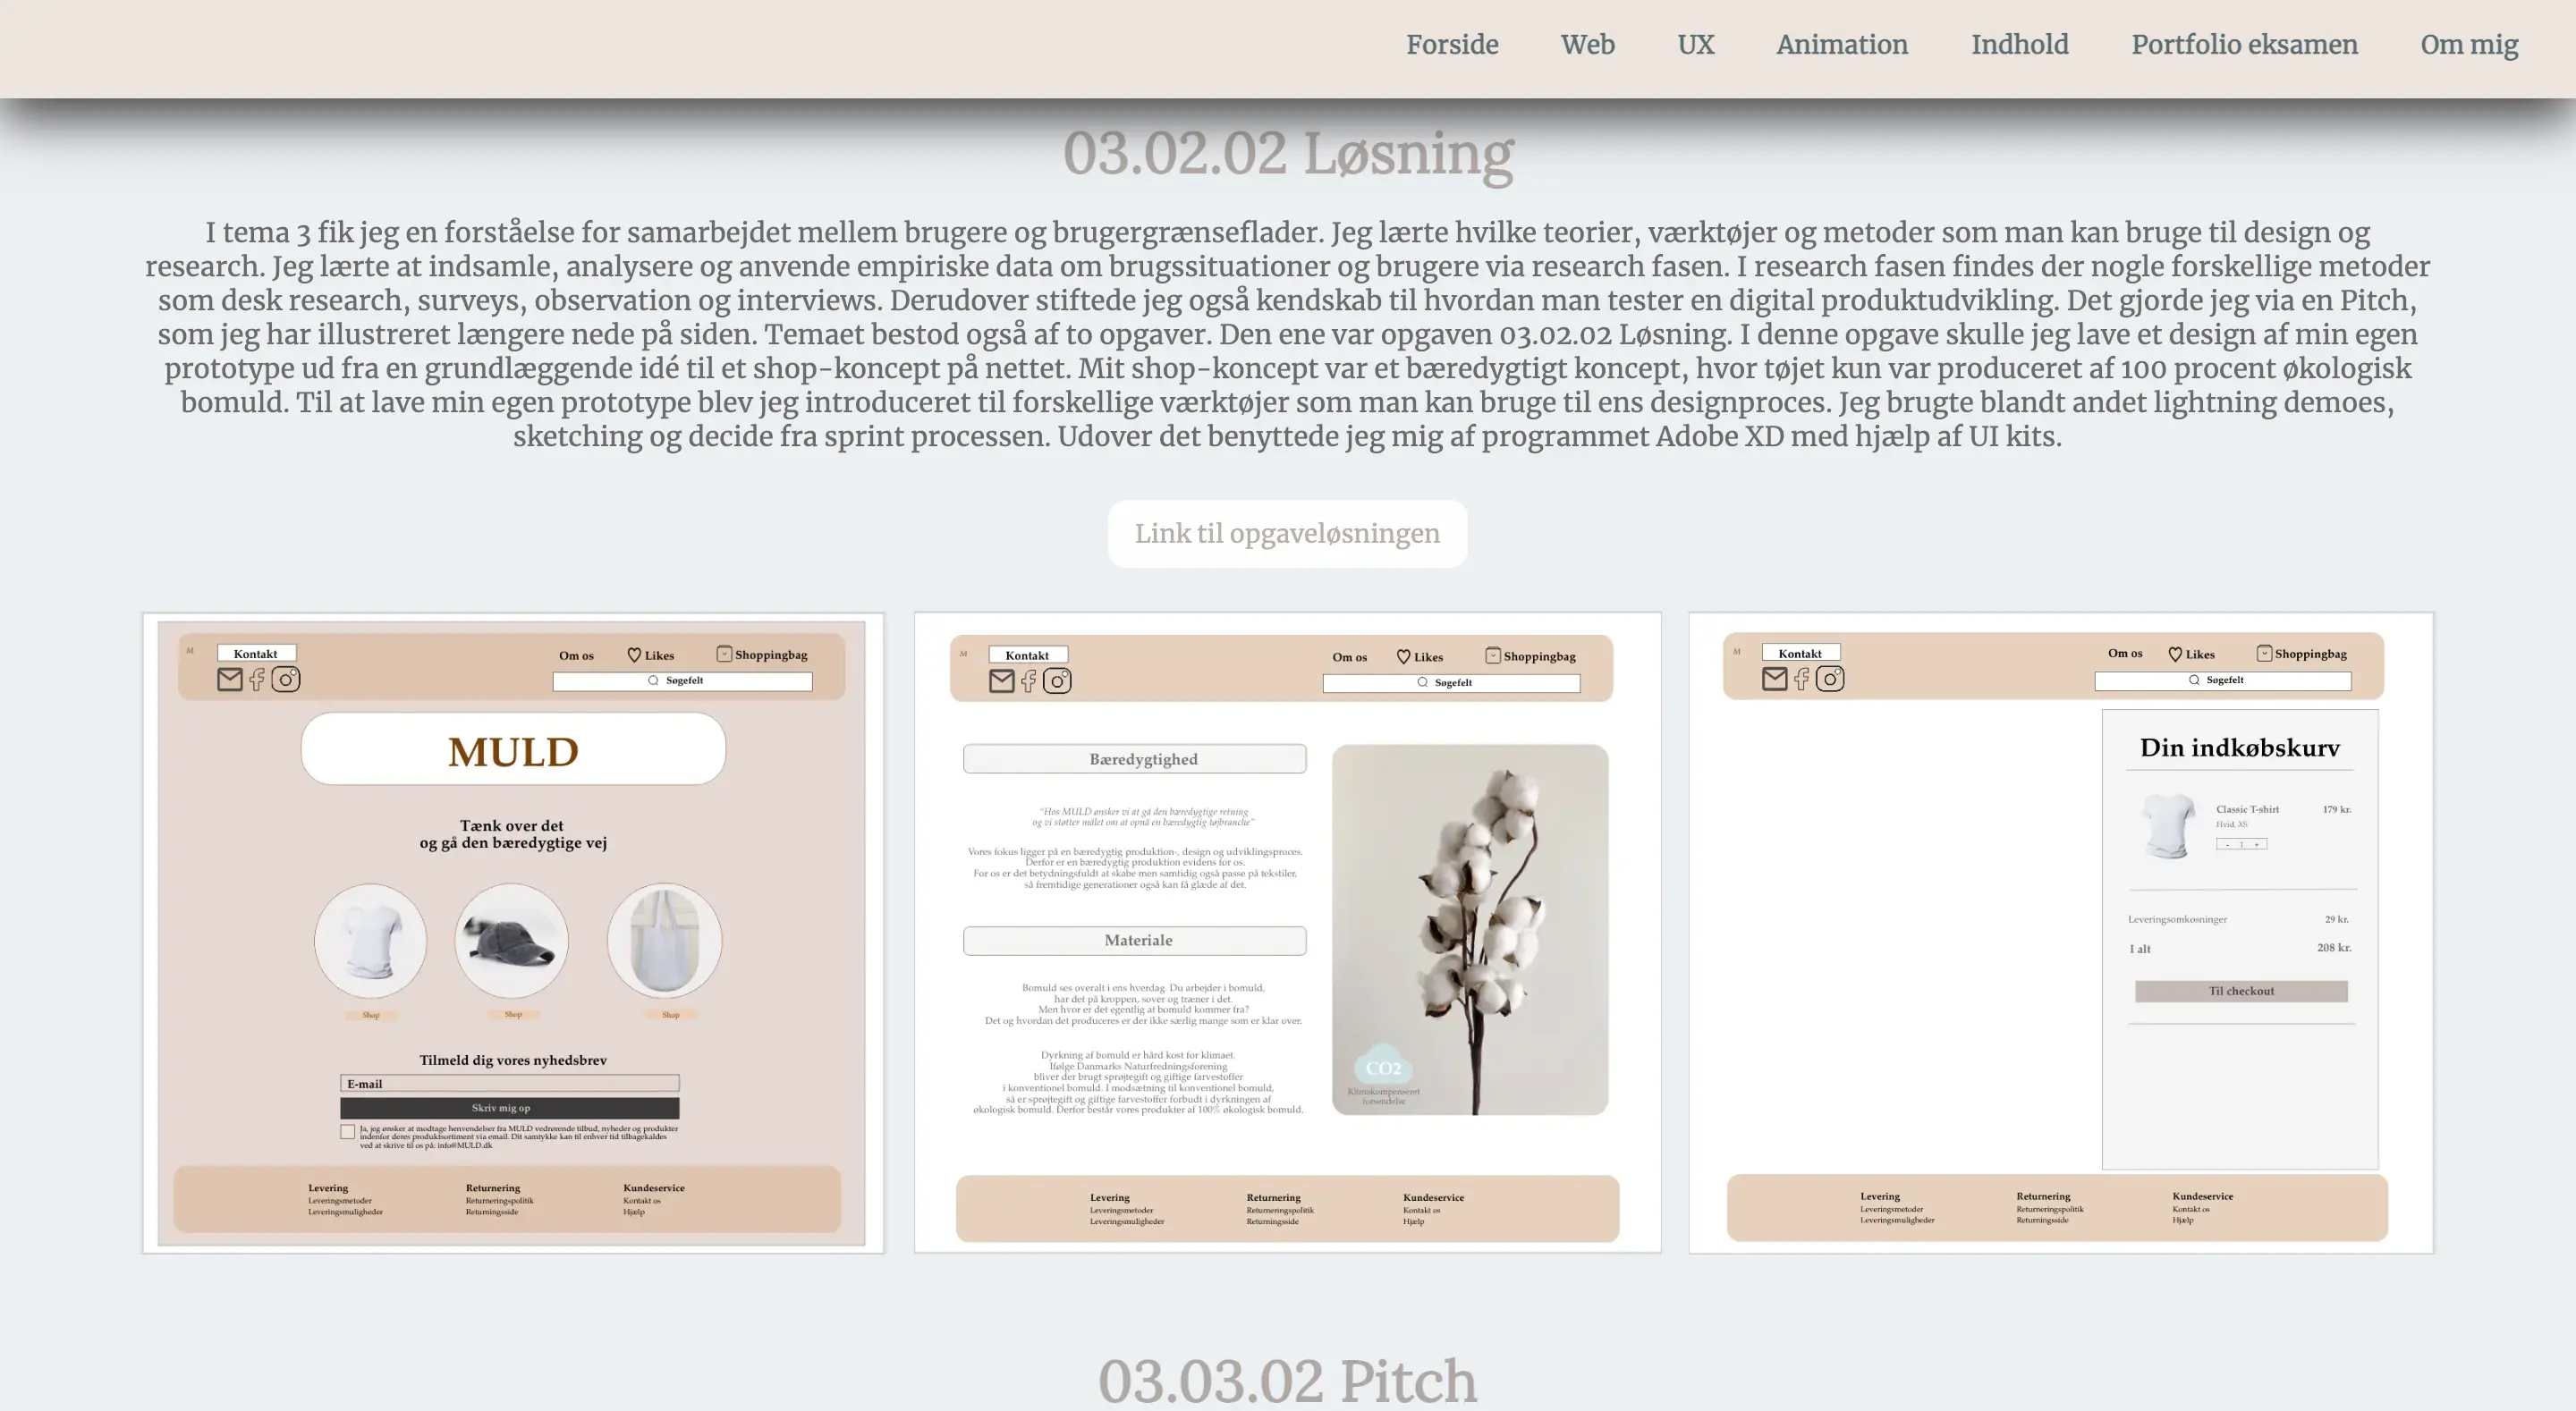 Forside Web UX Animation Indhold Portfolio eksamen Om mig
03.02.02 Løsning
I tema 3 fik jeg en forståelse for samarbejdet mellem brugere og brugergrænseflader. Jeg lærte hvilke teorier, værktøjer og metoder som man kan bruge til design og
research. Jeg lærte at indsamle, analysere og anvende empiriske data om brugssituationer og brugere via research fasen. I research fasen findes der nogle forskellige metoder
som desk research, surveys, observation og interviews. Derudover stiftede jeg også kendskab til hvordan man tester en digital produktudvikling. Det gjorde jeg via en Pitch,
som jeg har illustreret længere nede på siden. Temaet bestod også af to opgaver. Den ene var opgaven 03.02.02 Løsning. I denne opgave skulle jeg lave et design af min egen
prototype ud fra en grundlæggende idé til et shop-koncept på nettet. Mit shop-koncept var et bæredygtigt koncept, hvor tøjet kun var produceret af 100 procent økologisk
bomuld. Til at lave min egen prototype blev jeg introduceret til forskellige værktøjer som man kan bruge til ens designproces. Jeg brugte blandt andet lightning demoes,
sketching og decide fra sprint processen. Udover det benyttede jeg mig af programmet Adobe XD med hjælp af UI kits.
Link til opgaveløsningen
M
Kontakt
Om os Likes Shoppingbag
Søgefelt
MULD
Tænk over det
og gå den bæredygtige vej
Shop Shop Shop
Tilmeld dig vores nyhedsbrev
E-mail
Skriv mig op
Ja, jeg ønsker at modtage henvendelser fra MULD vedrørende tilbud, nyheder og produkter
indenfor deres produktsortiment via email. Dit samtykke kan til enhver tid tilbagekaldes
ved at skrive til os på: info@MULD.dk
Levering Returnering Kundeservice
Leveringsmetoder Returneringspolitik Kontakt os
Leveringsmuligheder Returningsside Hjælp
M
Kontakt
Om os Likes Shoppingbag
Søgefelt
Bæredygtighed
"Hos MULD ønsker vi at gå den bæredygtige retning
og vi støtter målet om at opnå en bæredygtig tøjbranche"
Vores fokus ligger på en bæredygtig produktion-, design og udviklingsproces.
Derfor er en bæredygtig produktion evidens for os.
For os er det betydningsfuldt at skabe men samtidig også passe på tekstiler,
så fremtidige generationer også kan få glæde af det.
Materiale
Bomuld ses overalt i ens hverdag. Du arbejder i bomuld,
har det på kroppen, sover og træner i det.
Men hvor er det egentlig at bomuld kommer fra?
Det og hvordan det produceres er der ikke særlig mange som er klar over.
Dyrkning af bomuld er hård kost for klimaet.
Ifølge Danmarks Naturfredningsforening
bliver der brugt sprøjtegift og giftige farvestoffer
i konventionel bomuld. I modsætning til konventionel bomuld,
så er sprøjtegift og giftige farvestoffer forbudt i dyrkningen af
økologisk bomuld. Derfor består vores produkter af 100% økologisk bomuld.
CO2
Klimakompenseret
forsendelse
Levering Returnering Kundeservice
Leveringsmetoder Returneringspolitik Kontakt os
Leveringsmuligheder Returningsside Hjælp
M
Kontakt
Om os Likes Shoppingbag
Søgefelt
Din indkøbskurv
Classic T-shirt 179 kr.
Hvid, XS
- 1 +
Leveringsomkosninger 29 kr.
I alt 208 kr.
Til checkout
Levering Returnering Kundeservice
Leveringsmetoder Returneringspolitik Kontakt os
Leveringsmuligheder Returningsside Hjælp
03.03.02 Pitch